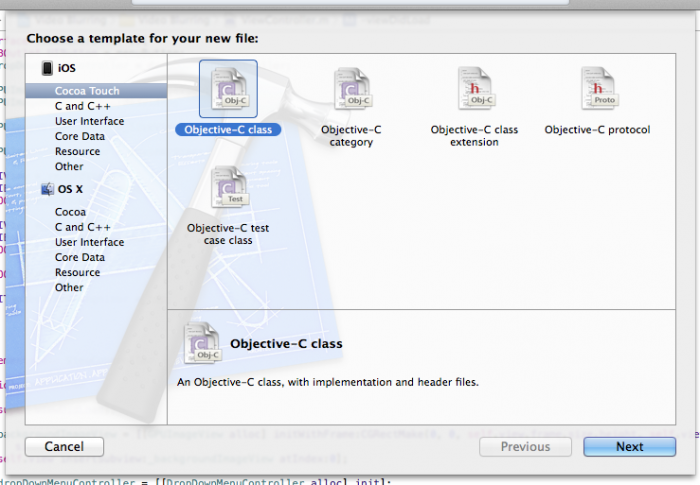 Choose a template for your new file:
iOS
Cocoa Touch
C and C++
User Interface
Core Data
Resource
Other
OS X
Cocoa
C and C++
User Interface
Core Data
Resource
Other
Obj-C
Objective-C class
Obj-C
Objective-C
category
h
Obj-C
Objective-C class
extension
h
Proto
Objective-C protocol
Test
Objective-C test
case class
Obj-C
Objective-C class
An Objective-C class, with implementation and header files.
Cancel
Previous
Next
dropDownMenuController = [[DropDownMenuController alloc] init];